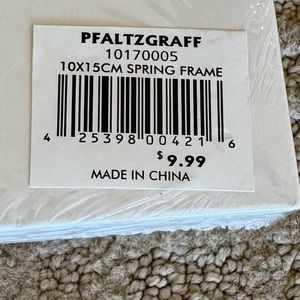 PFALTZGRAFF
10170005
10X15CM SPRING FRAME
4 25398 00421 6
$9.99
MADE IN CHINA